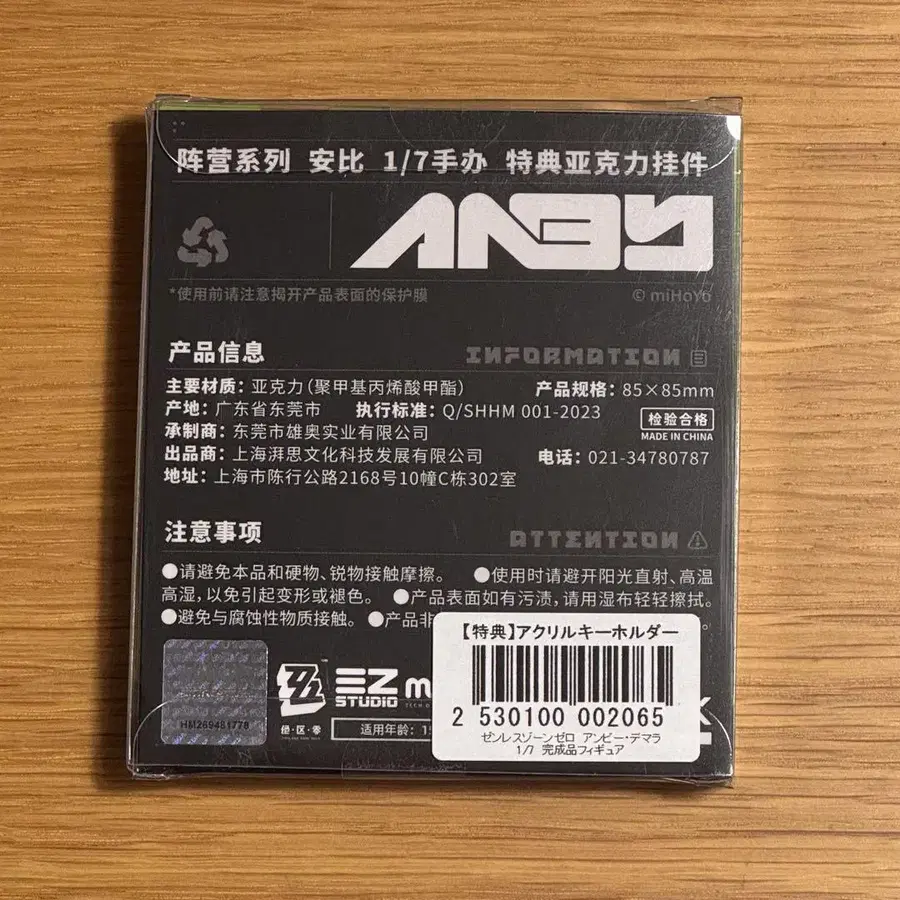 阵营系列 安比 1/7手办 特典亚克力挂件
ANBY
*使用前请注意揭开产品表面的保护膜
© miHoYo
产品信息
INFORMATION
主要材质：亚克力（聚甲基丙烯酸甲酯）
产品规格：85×85mm
产地：广东省东莞市
执行标准：Q/SHHM 001-2023
检验合格
MADE IN CHINA
承制商：东莞市雄奥实业有限公司
出品商：上海湃思文化科技发展有限公司
电话：021-34780787
地址：上海市陈行公路2168号10幢C栋302室
注意事项
ATTENTION
●请避免本品和硬物、锐物接触摩擦。 ●使用时请避开阳光直射、高温
高湿，以免引起变形或褪色。 ●产品表面如有污渍，请用湿布轻轻擦拭。
●避免与腐蚀性物质接触。 ●产品非
HM269481778
绝·区·零
STUDIO
适用年龄：15
【特典】アクリルキーホルダー
2 530100 002065
ゼンレスゾーンゼロ アンビー・デマラ
1/7 完成品フィギュア